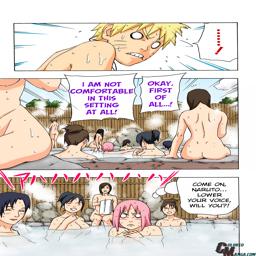 OKAY,
FIRST
OF
ALL...!
I AM NOT
COMFORTABLE
IN THIS
SETTING
AT ALL!
COME ON,
NARUTO...
LOWER
YOUR VOICE,
WILL YOU?!